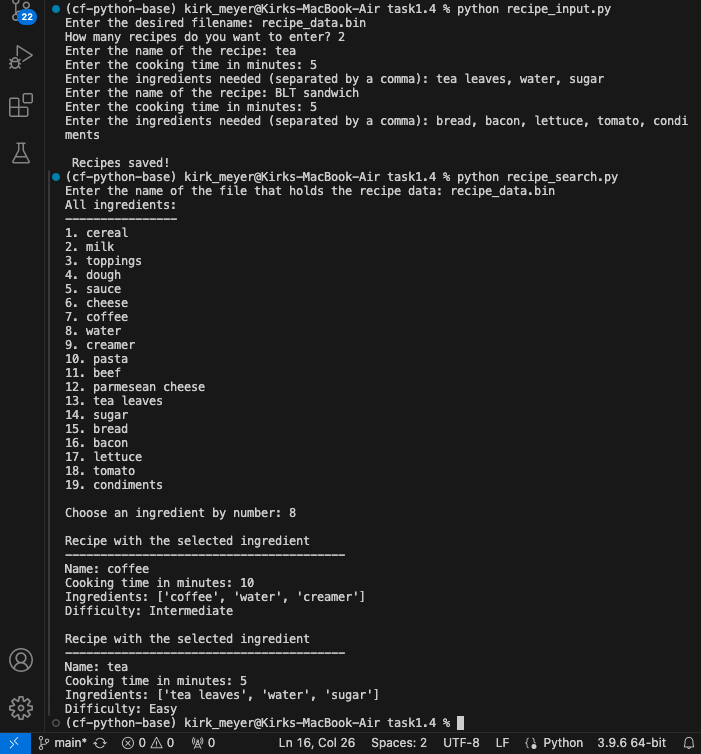 (cf-python-base) kirk_meyer@Kirks-MacBook-Air task1.4 % python recipe_input.py
22
Enter the desired filename: recipe_data.bin
How many recipes do you want to enter? 2
Enter the name of the recipe: tea
Enter the cooking time in minutes: 5
Enter the ingredients needed (separated by a comma): tea leaves, water, sugar
Enter the name of the recipe: BLT sandwich
Enter the cooking time in minutes: 5
Enter the ingredients needed (separated by a comma): bread, bacon, lettuce, tomato, condi
ments
Recipes saved!
(cf-python-base) kirk_meyer@Kirks-MacBook-Air task1.4 % python recipe_search.py
Enter the name of the file that holds the recipe data: recipe_data.bin
All ingredients:
----------------
1. cereal
2. milk
3. toppings
4. dough
5. sauce
6. cheese
7. coffee
8. water
9. creamer
10. pasta
11. beef
12. parmesean cheese
13. tea leaves
14. sugar
15. bread
16. bacon
17. lettuce
18. tomato
19. condiments
Choose an ingredient by number: 8
Recipe with the selected ingredient
----------------------------------------
Name: coffee
Cooking time in minutes: 10
Ingredients: ['coffee', 'water', 'creamer']
Difficulty: Intermediate
Recipe with the selected ingredient
----------------------------------------
Name: tea
Cooking time in minutes: 5
Ingredients: ['tea leaves', 'water', 'sugar']
Difficulty: Easy
(cf-python-base) kirk_meyer@Kirks-MacBook-Air task1.4 %
main* 0 0 0 Ln 16, Col 26 Spaces: 2 UTF-8 LF Python 3.9.6 64-bit